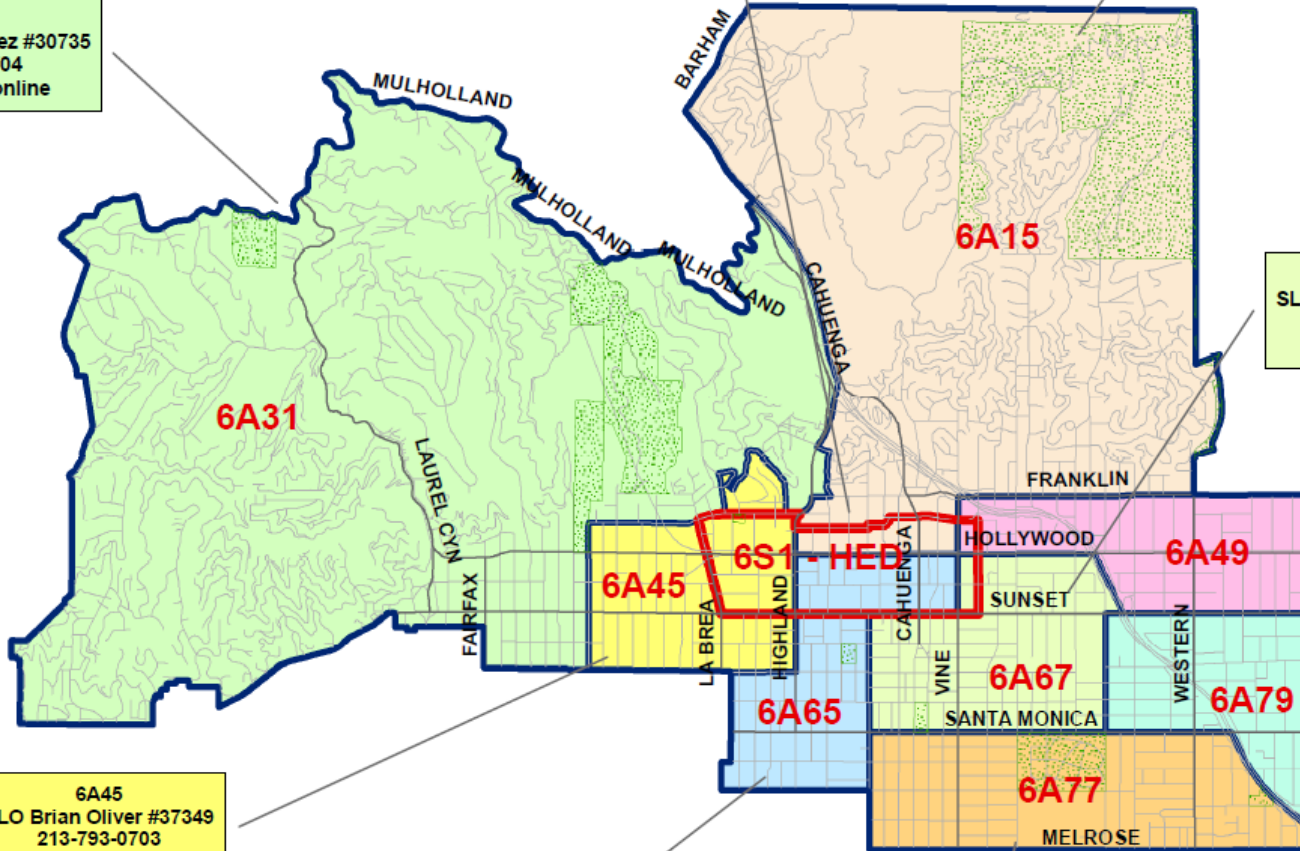 ez #30735
04
online
BARHAM
MULHOLLAND
MULHOLLAND
MULHOLLAND
6A15
CAHUENGA
SL
6A31
LAUREL CYN
FRANKLIN
HOLLYWOOD
6S1 - HED
6A49
6A45
CAHUENGA
SUNSET
FAIRFAX
LA BREA
HIGHLAND
VINE
WESTERN
6A67
6A79
6A65
SANTA MONICA
6A77
MELROSE
6A45
LO Brian Oliver #37349
213-793-0703